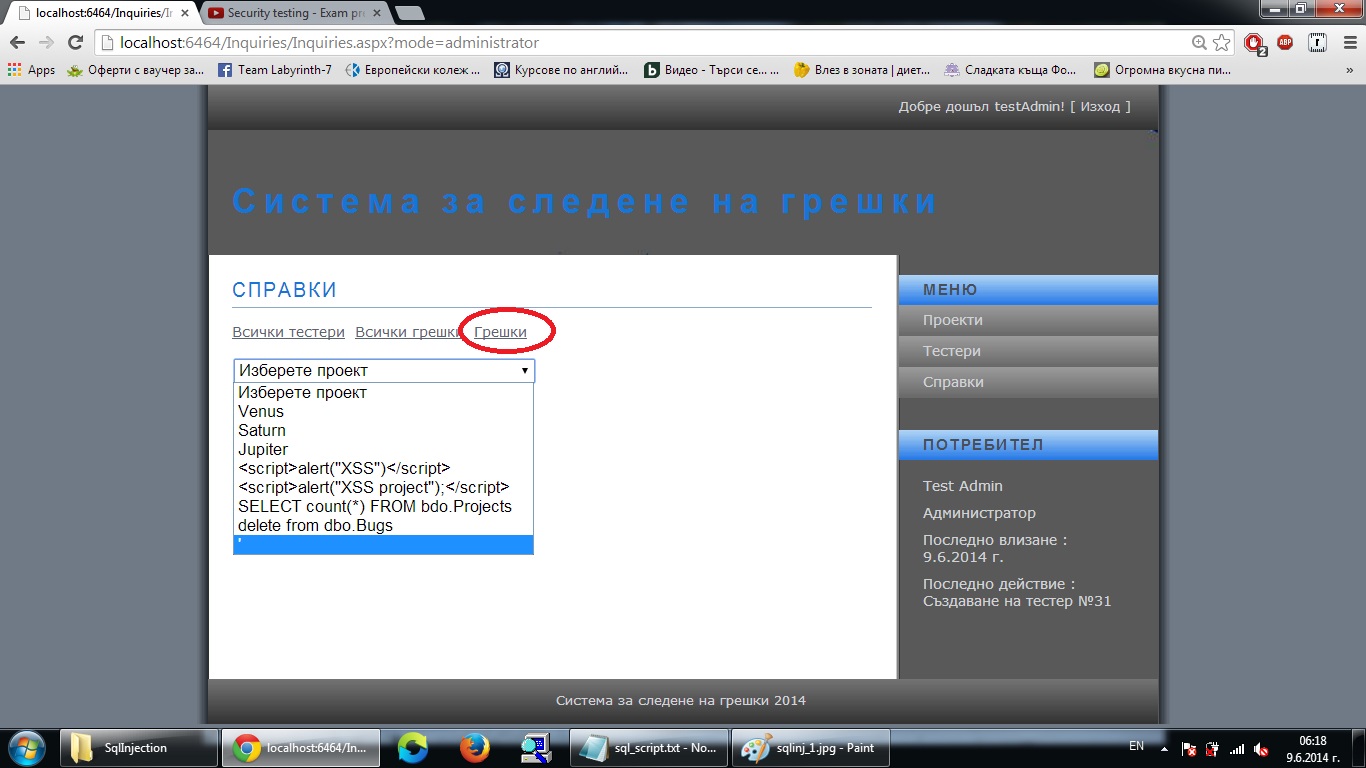 localhost:6464/Inquiries/I
Security testing - Exam pr
localhost:6464/Inquiries/Inquiries.aspx?mode=administrator
2
ABP
r
Apps
Оферти с ваучер за...
Team Labyrinth-7
Европейски колеж ...
Курсове по англий...
Видео - Търси се... ...
Влез в зоната | диет...
Сладката къща Фо...
Огромна вкусна пи...
»
Добре дошъл testAdmin! [ Изход ]
Система за следене на грешки
СПРАВКИ
Всички тестери Всички грешки Грешки
Изберете проект
Изберете проект
Venus
Saturn
Jupiter
<script>alert("XSS")</script>
<script>alert("XSS project");</script>
SELECT count(*) FROM bdo.Projects
delete from dbo.Bugs
'
МЕНЮ
Проекти
Тестери
Справки
ПОТРЕБИТЕЛ
Test Admin
Администратор
Последно влизане :
9.6.2014 г.
Последно действие :
Създаване на тестер №31
Система за следене на грешки 2014
SqlInjection
localhost:6464/In...
sql_script.txt - No...
sqlinj_1.jpg - Paint
EN
06:18
9.6.2014 г.